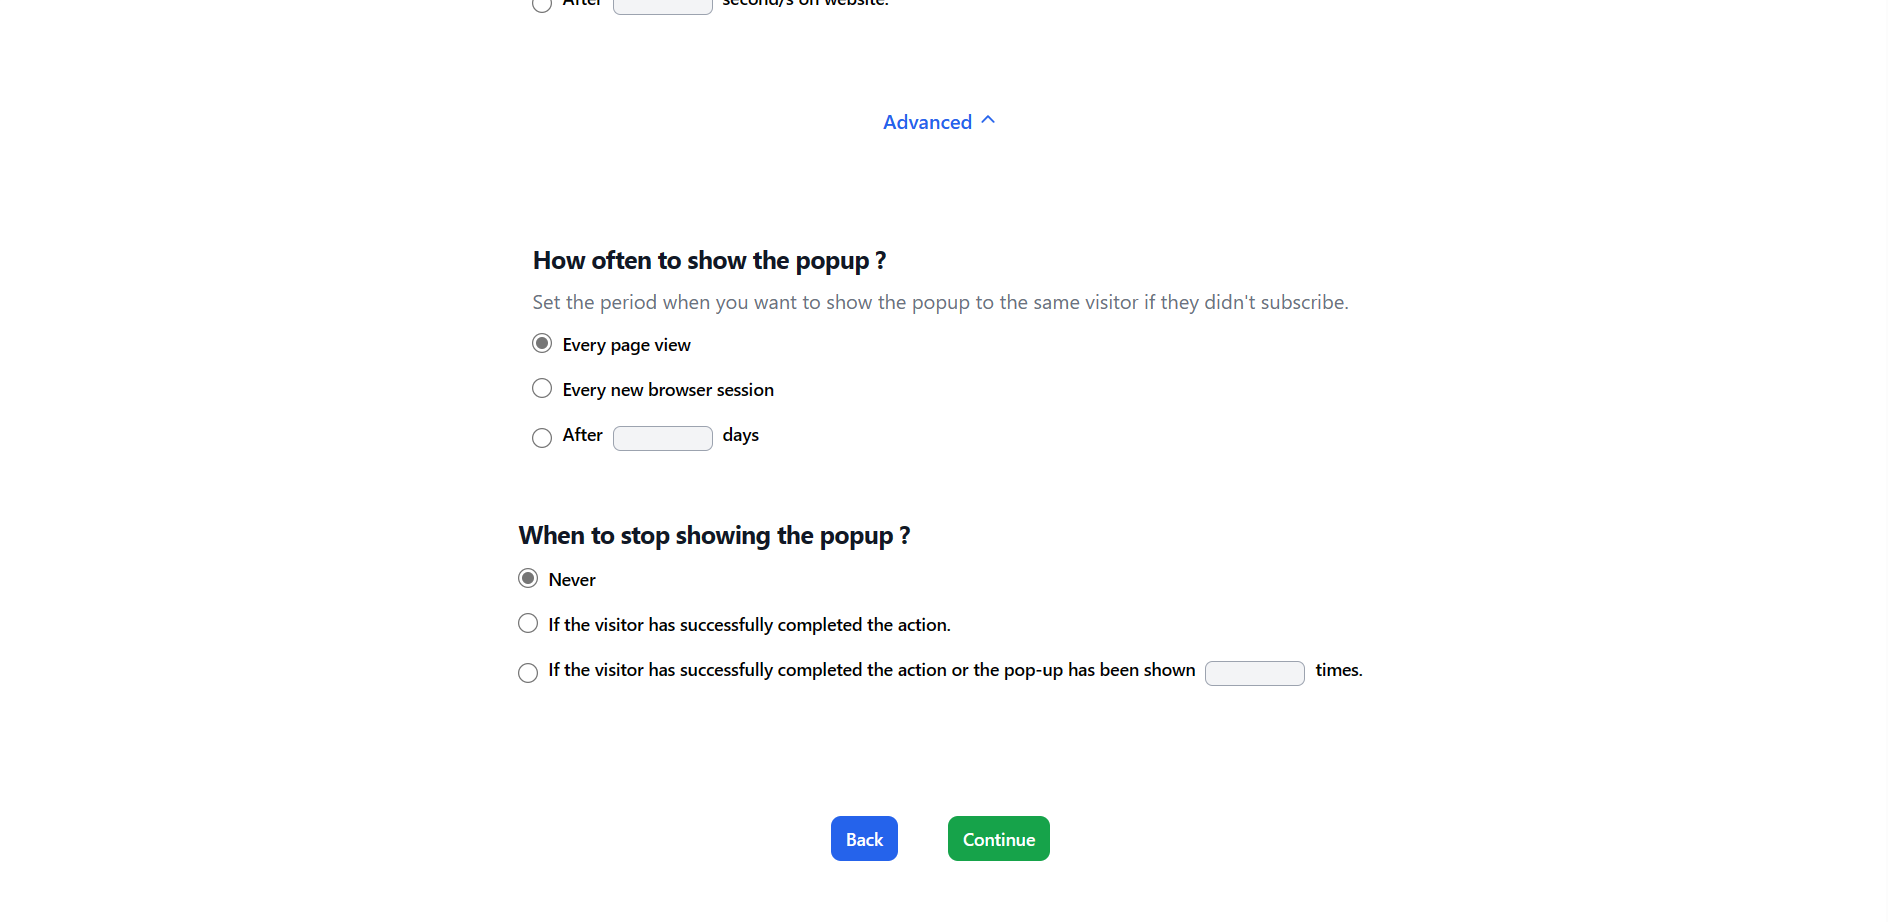 After second/s on website.
Advanced
How often to show the popup ?
Set the period when you want to show the popup to the same visitor if they didn't subscribe.
Every page view
Every new browser session
After days
When to stop showing the popup ?
Never
If the visitor has successfully completed the action.
If the visitor has successfully completed the action or the pop-up has been shown times.
Back Continue